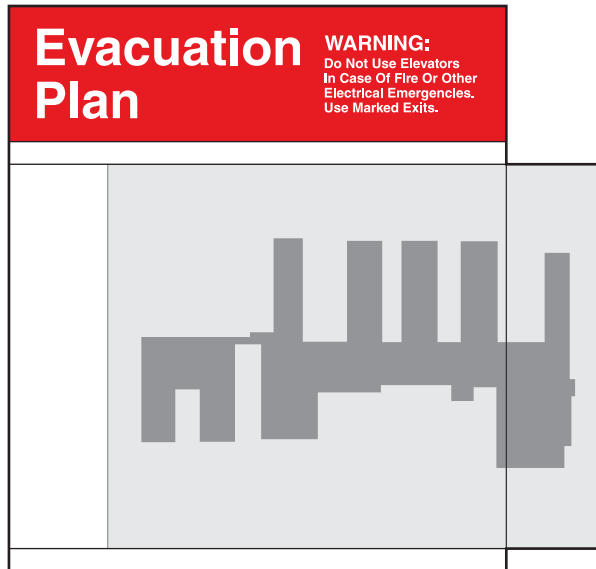 Evacuation
Plan
WARNING:
Do Not Use Elevators
In Case Of Fire Or Other
Electrical Emergencies.
Use Marked Exits.